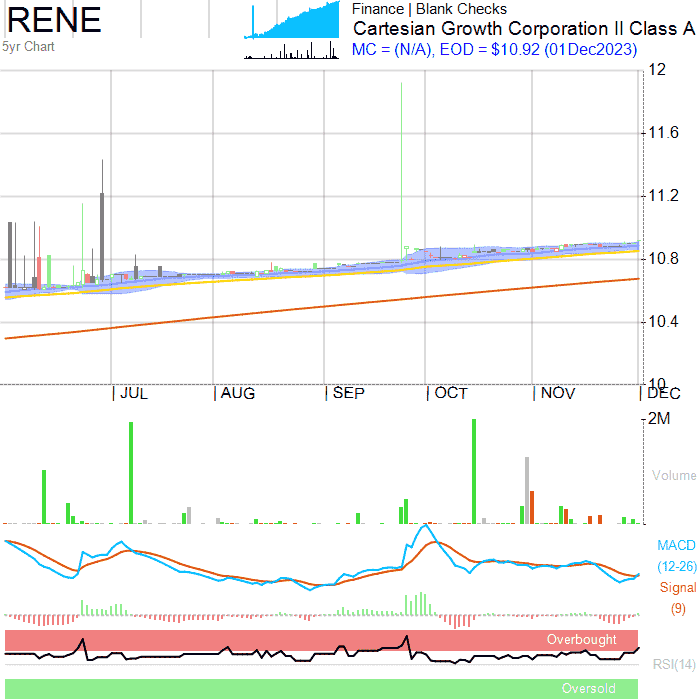 RENE
5yr Chart
Finance | Blank Checks
Cartesian Growth Corporation II Class A
MC = (N/A), EOD = $10.92 (01Dec2023)
12
11.6
11.2
10.8
10.4
10
JUL AUG SEP OCT NOV DEC
2M
Volume
MACD
(12-26)
Signal
(9)
Overbought
RSI(14)
Oversold